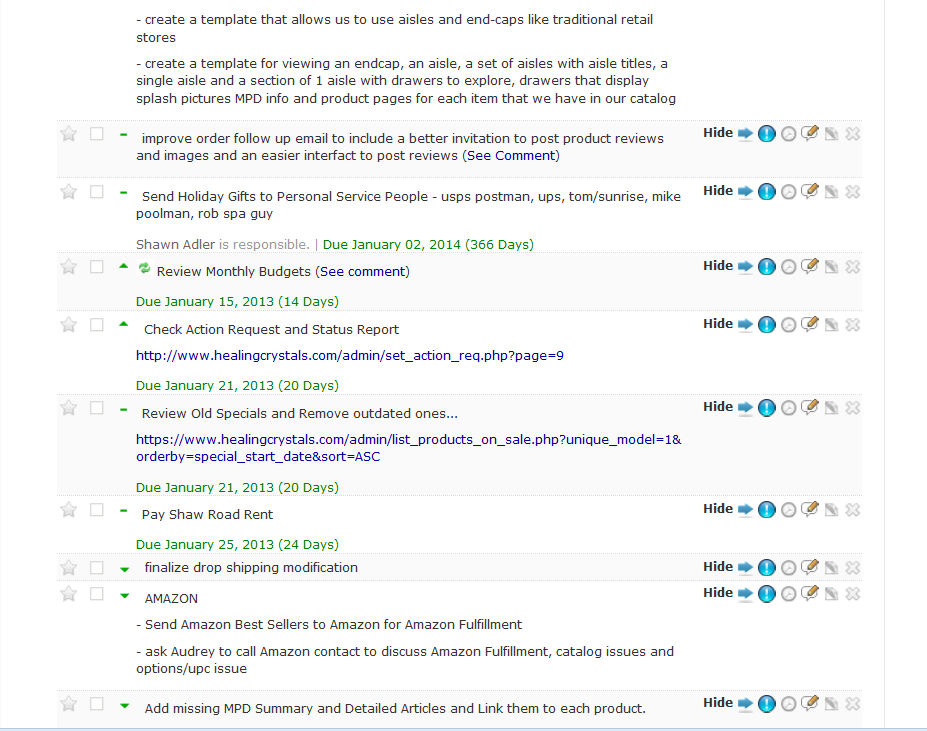 - create a template that allows us to use aisles and end-caps like traditional retail
stores
- create a template for viewing an endcap, an aisle, a set of aisles with aisle titles, a
single aisle and a section of 1 aisle with drawers to explore, drawers that display
splash pictures MPD info and product pages for each item that we have in our catalog
improve order follow up email to include a better invitation to post product reviews
and images and an easier interfact to post reviews (See Comment)
Hide
Send Holiday Gifts to Personal Service People - usps postman, ups, tom/sunrise, mike
poolman, rob spa guy
Hide
Shawn Adler is responsible. | Due January 02, 2014 (366 Days)
Review Monthly Budgets (See comment)
Hide
Due January 15, 2013 (14 Days)
Check Action Request and Status Report
Hide
http://www.healingcrystals.com/admin/set_action_req.php?page=9
Due January 21, 2013 (20 Days)
Review Old Specials and Remove outdated ones...
Hide
https://www.healingcrystals.com/admin/list_products_on_sale.php?unique_model=1&
orderby=special_start_date&sort=ASC
Due January 21, 2013 (20 Days)
Pay Shaw Road Rent
Hide
Due January 25, 2013 (24 Days)
finalize drop shipping modification
Hide
AMAZON
Hide
- Send Amazon Best Sellers to Amazon for Amazon Fulfillment
- ask Audrey to call Amazon contact to discuss Amazon Fulfillment, catalog issues and
options/upc issue
Add missing MPD Summary and Detailed Articles and Link them to each product.
Hide